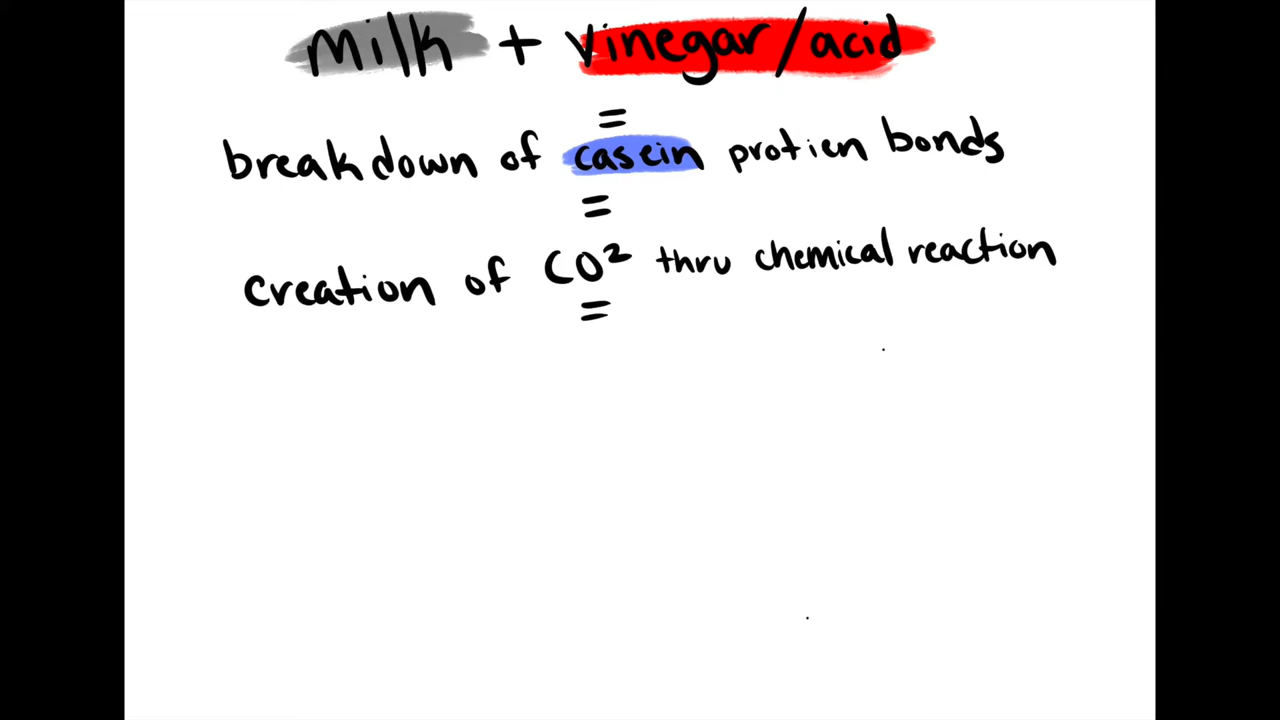 milk + vinegar/acid
=
breakdown of casein protien bonds
=
creation of CO² thru chemical reaction
=